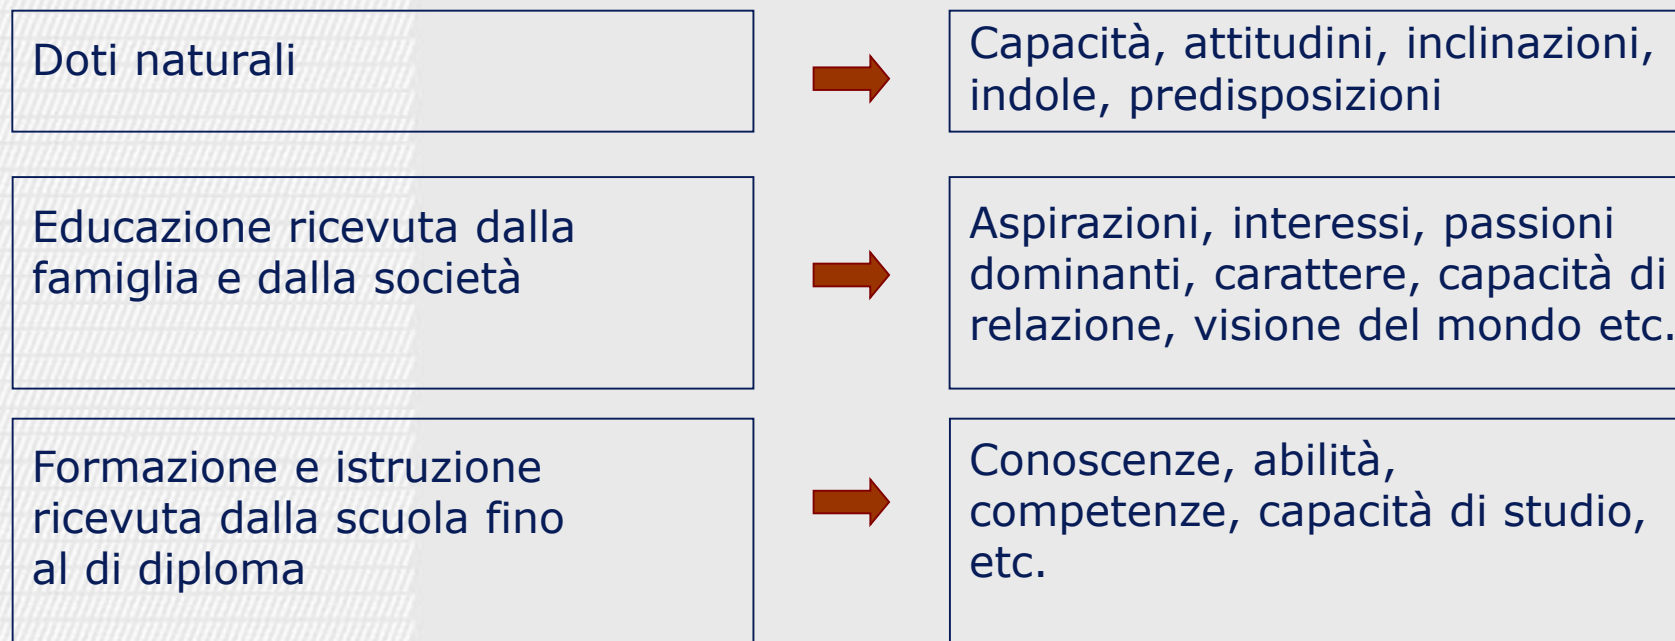 Doti naturali
Capacità, attitudini, inclinazioni,
indole, predisposizioni
Educazione ricevuta dalla
famiglia e dalla società
Aspirazioni, interessi, passioni
dominanti, carattere, capacità di
relazione, visione del mondo etc.
Formazione e istruzione
ricevuta dalla scuola fino
al di diploma
Conoscenze, abilità,
competenze, capacità di studio,
etc.